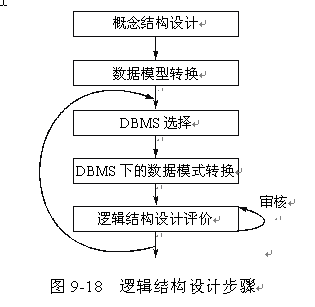 概念结构设计
数据模型转换
DBMS 选择
DBMS 下的数据模式转换
审核
逻辑结构设计评价
图 9-18 逻辑结构设计步骤